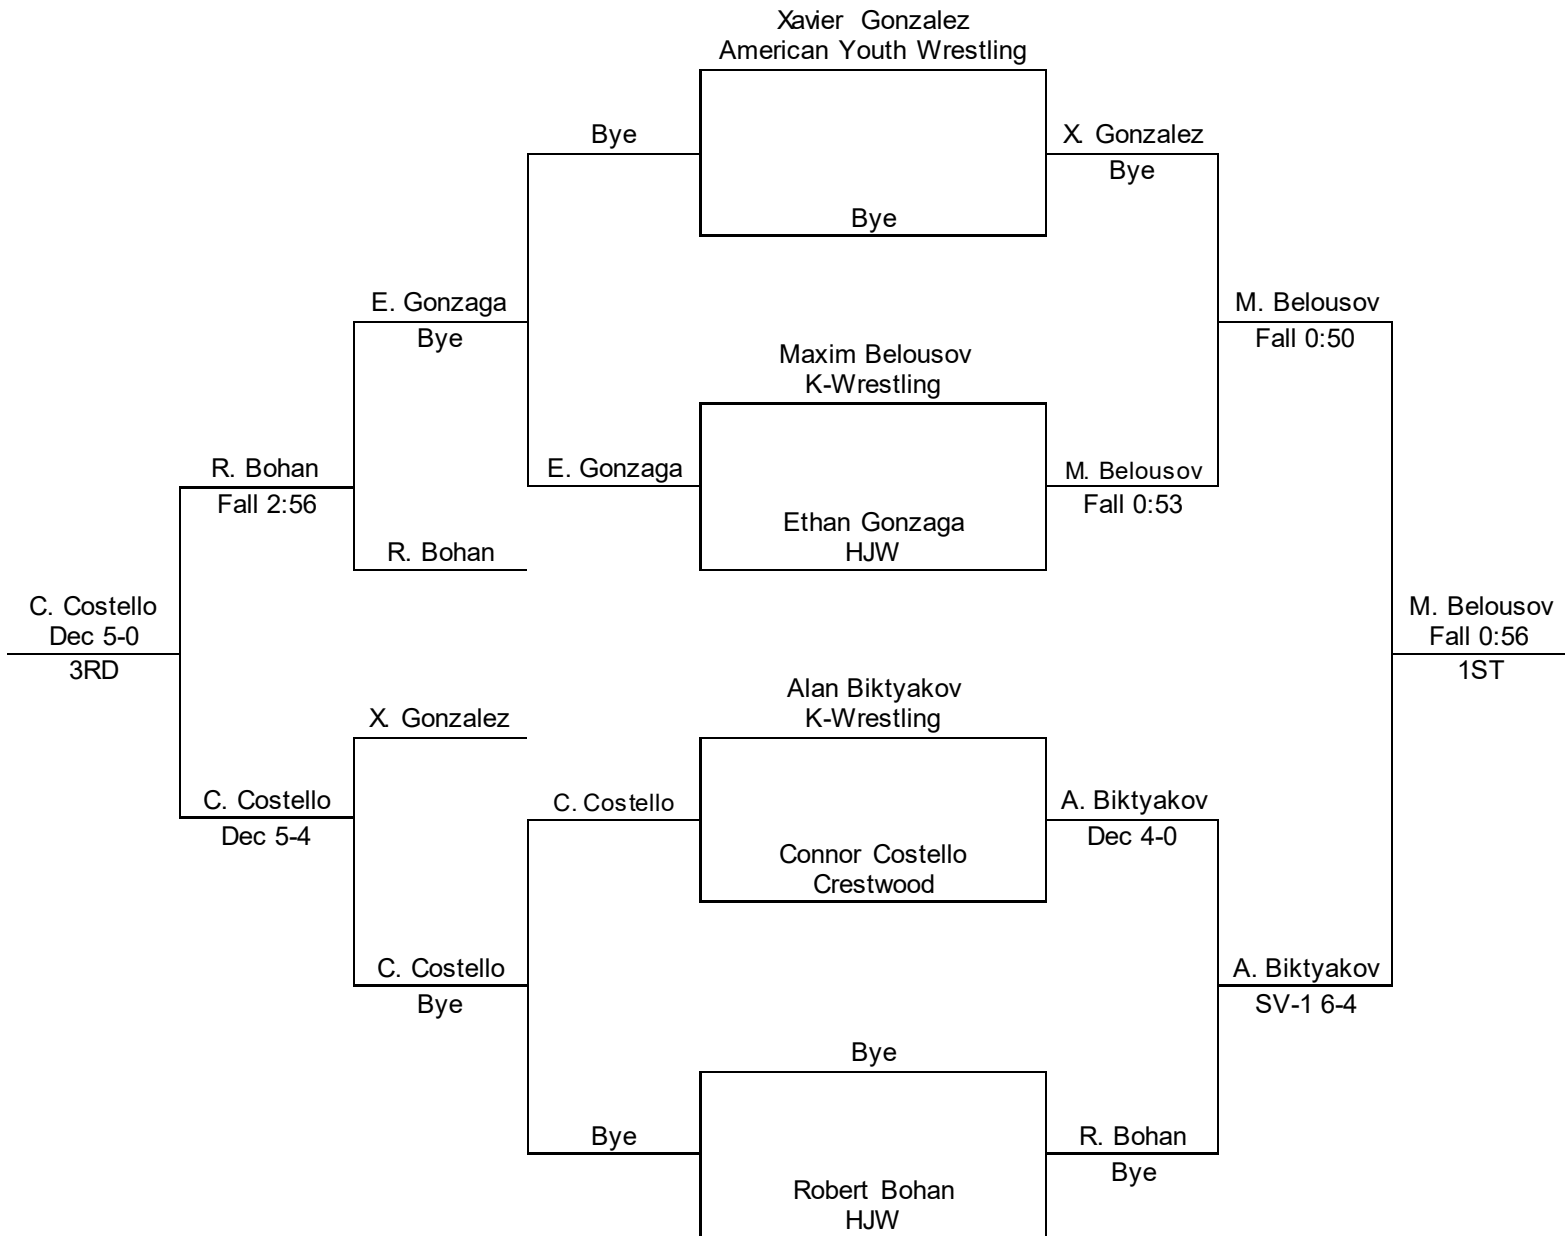 Xavier Gonzalez
American Youth Wrestling
Bye
X. Gonzalez
Bye
Bye
E. Gonzaga
Bye
M. Belousov
Fall 0:50
Maxim Belousov
K-Wrestling
R. Bohan
Fall 2:56
E. Gonzaga
M. Belousov
Fall 0:53
Ethan Gonzaga
HJW
R. Bohan
C. Costello
Dec 5-0
3RD
M. Belousov
Fall 0:56
1ST
Alan Biktyakov
K-Wrestling
X. Gonzalez
C. Costello
Dec 5-4
C. Costello
A. Biktyakov
Dec 4-0
Connor Costello
Crestwood
C. Costello
Bye
A. Biktyakov
SV-1 6-4
Bye
Bye
R. Bohan
Bye
Robert Bohan
HJW